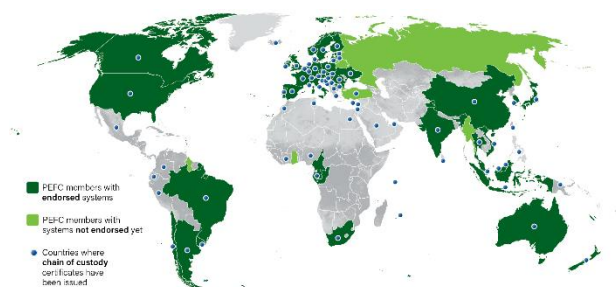 PEFC members with
endorsed systems
PEFC members with
systems not endorsed yet
Countries where
chain of custody
certificates have
been issued